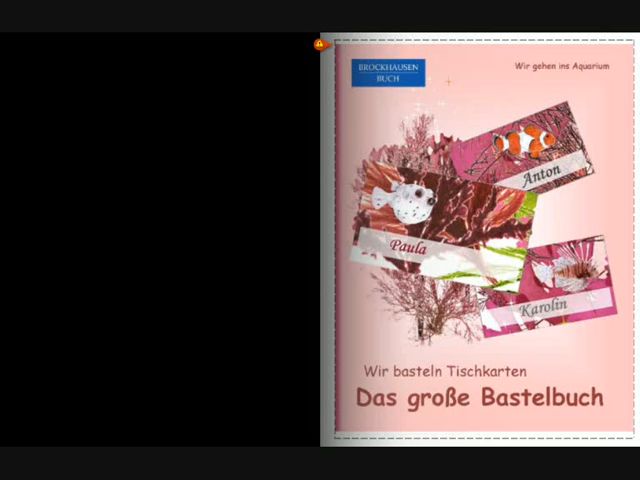 BROCKHAUSEN
BUCH
Wir gehen ins Aquarium
Anton
Paula
Karolin
Wir basteln Tischkarten
Das große Bastelbuch